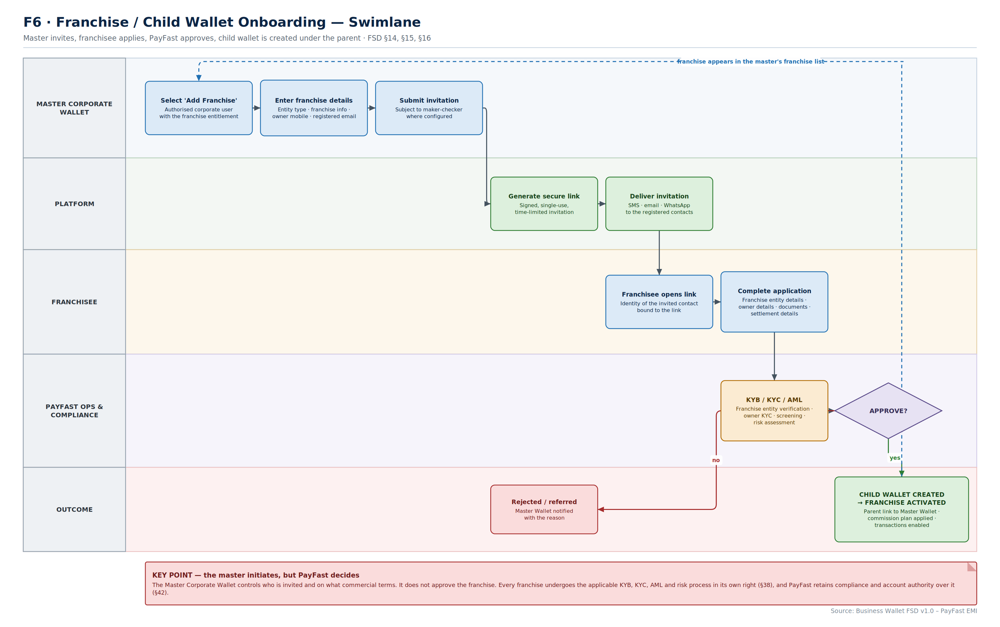 F6 · Franchise / Child Wallet Onboarding — Swimlane
Master invites, franchisee applies, PayFast approves, child wallet is created under the parent · FSD §14, §15, §16
franchise appears in the master's franchise list
MASTER CORPORATE
WALLET
Select 'Add Franchise'
Authorised corporate user
with the franchise entitlement
Enter franchise details
Entity type · franchise info ·
owner mobile · registered email
Submit invitation
Subject to maker-checker
where configured
PLATFORM
Generate secure link
Signed, single-use,
time-limited invitation
Deliver invitation
SMS · email · WhatsApp
to the registered contacts
FRANCHISEE
Franchisee opens link
Identity of the invited contact
bound to the link
Complete application
Franchise entity details ·
owner details · documents ·
settlement details
PAYFAST OPS &
COMPLIANCE
KYB / KYC / AML
Franchise entity verification ·
owner KYC · screening ·
risk assessment
APPROVE?
no
yes
OUTCOME
Rejected / referred
Master Wallet notified
with the reason
CHILD WALLET CREATED
→ FRANCHISE ACTIVATED
Parent link to Master Wallet ·
commission plan applied ·
transactions enabled
KEY POINT — the master initiates, but PayFast decides
The Master Corporate Wallet controls who is invited and on what commercial terms. It does not approve the franchise. Every franchise undergoes the applicable KYB, KYC, AML and risk process in its own right (§38), and PayFast retains compliance and account authority over it
(§42).
Source: Business Wallet FSD v1.0 – PayFast EMI